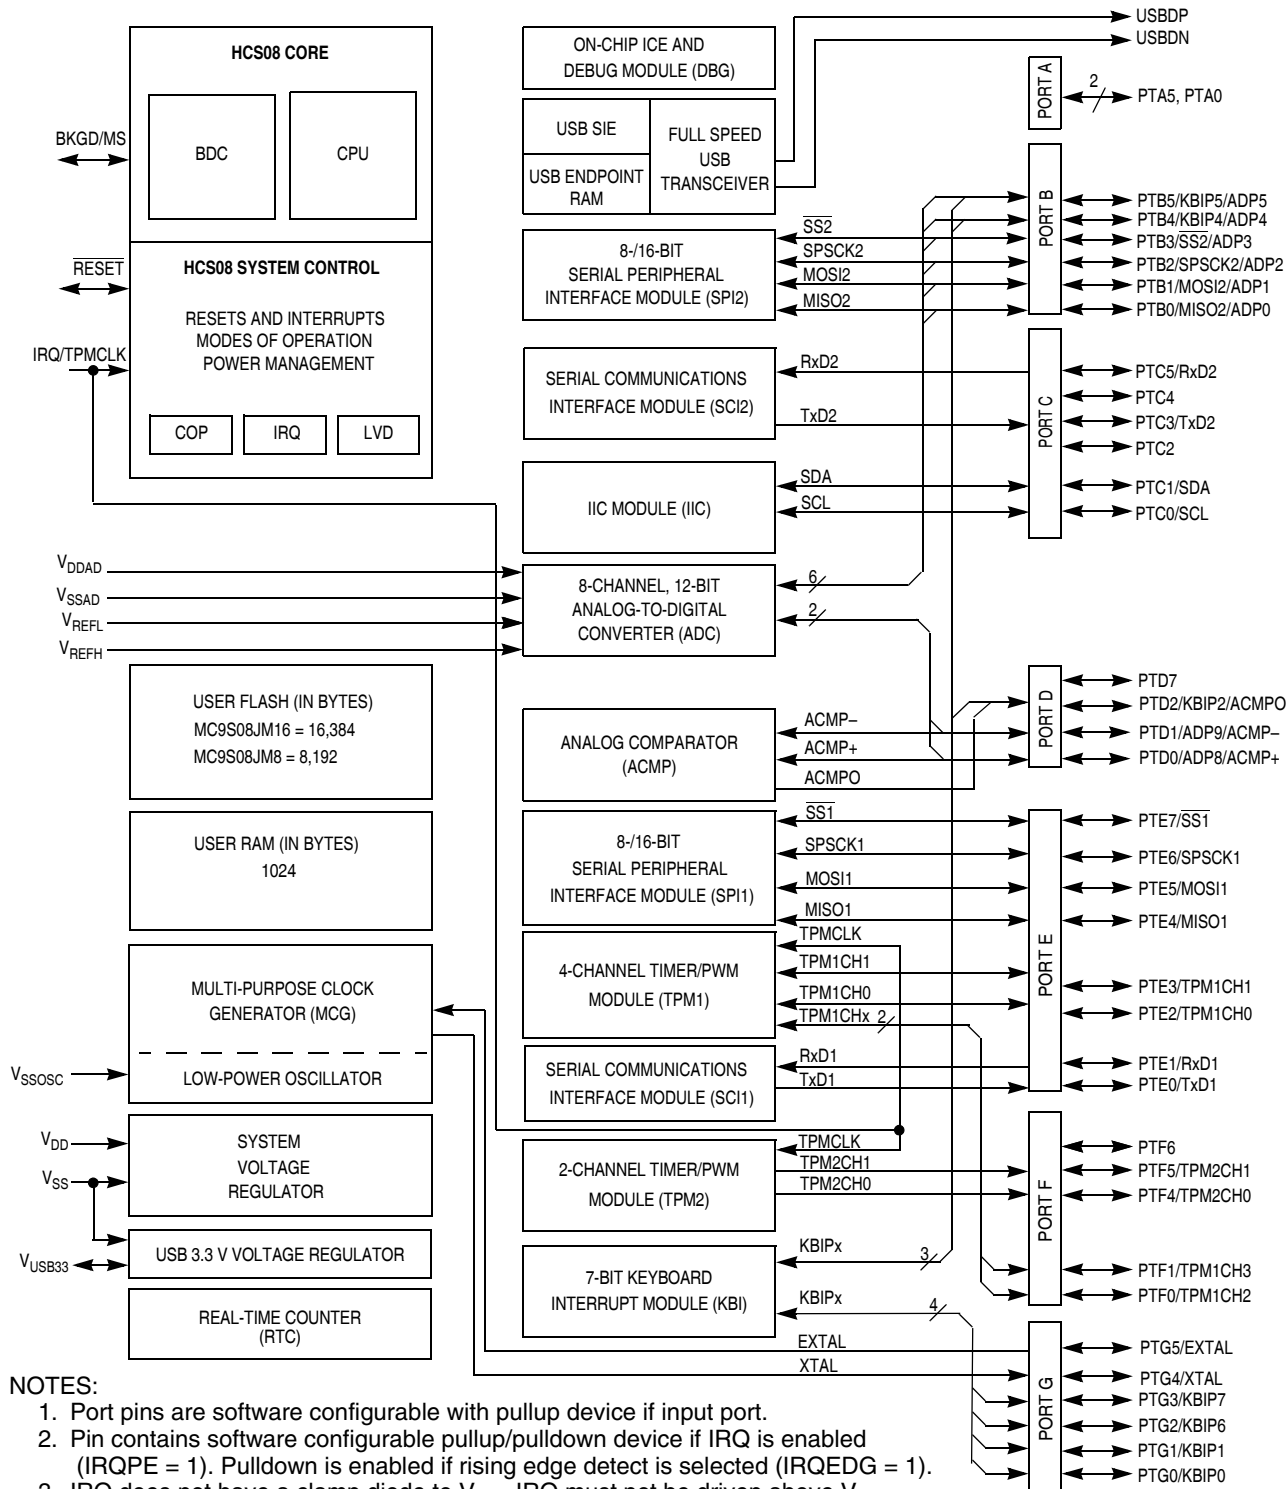 HCS08 CORE
BDC
CPU
BKGD/MS
RESET
HCS08 SYSTEM CONTROL
RESETS AND INTERRUPTS
MODES OF OPERATION
POWER MANAGEMENT
IRQ/TPMCLK
COP
IRQ
LVD
VDDAD
VSSAD
VREFL
VREFH
USER FLASH (IN BYTES)
MC9S08JM16 = 16,384
MC9S08JM8 = 8,192
USER RAM (IN BYTES)
1024
MULTI-PURPOSE CLOCK
GENERATOR (MCG)
LOW-POWER OSCILLATOR
VSSOSC
VDD
VSS
SYSTEM
VOLTAGE
REGULATOR
VUSB33
USB 3.3 V VOLTAGE REGULATOR
REAL-TIME COUNTER
(RTC)
ON-CHIP ICE AND
DEBUG MODULE (DBG)
USB SIE
USB ENDPOINT
RAM
FULL SPEED
USB
TRANSCEIVER
8-/16-BIT
SERIAL PERIPHERAL
INTERFACE MODULE (SPI2)
SS2
SPSCK2
MOSI2
MISO2
SERIAL COMMUNICATIONS
INTERFACE MODULE (SCI2)
RxD2
TxD2
IIC MODULE (IIC)
SDA
SCL
8-CHANNEL, 12-BIT
ANALOG-TO-DIGITAL
CONVERTER (ADC)
6
2
ANALOG COMPARATOR
(ACMP)
ACMP–
ACMP+
ACMPO
8-/16-BIT
SERIAL PERIPHERAL
INTERFACE MODULE (SPI1)
SS1
SPSCK1
MOSI1
MISO1
4-CHANNEL TIMER/PWM
MODULE (TPM1)
TPMCLK
TPM1CH1
TPM1CH0
TPM1CHx 2
SERIAL COMMUNICATIONS
INTERFACE MODULE (SCI1)
RxD1
TxD1
2-CHANNEL TIMER/PWM
MODULE (TPM2)
TPMCLK
TPM2CH1
TPM2CH0
7-BIT KEYBOARD
INTERRUPT MODULE (KBI)
KBIPx 3
KBIPx 4
EXTAL
XTAL
USBDP
USBDN
PORT A
2
PTA5, PTA0
PORT B
PTB5/KBIP5/ADP5
PTB4/KBIP4/ADP4
PTB3/SS2/ADP3
PTB2/SPSCK2/ADP2
PTB1/MOSI2/ADP1
PTB0/MISO2/ADP0
PORT C
PTC5/RxD2
PTC4
PTC3/TxD2
PTC2
PTC1/SDA
PTC0/SCL
PORT D
PTD7
PTD2/KBIP2/ACMPO
PTD1/ADP9/ACMP–
PTD0/ADP8/ACMP+
PORT E
PTE7/SS1
PTE6/SPSCK1
PTE5/MOSI1
PTE4/MISO1
PTE3/TPM1CH1
PTE2/TPM1CH0
PTE1/RxD1
PTE0/TxD1
PORT F
PTF6
PTF5/TPM2CH1
PTF4/TPM2CH0
PTF1/TPM1CH3
PTF0/TPM1CH2
PORT G
PTG5/EXTAL
PTG4/XTAL
PTG3/KBIP7
PTG2/KBIP6
PTG1/KBIP1
PTG0/KBIP0
NOTES:
1. Port pins are software configurable with pullup device if input port.
2. Pin contains software configurable pullup/pulldown device if IRQ is enabled
(IRQPE = 1). Pulldown is enabled if rising edge detect is selected (IRQEDG = 1).
3. IRQ does not have a clamp diode to V IRQ must not be driven above V